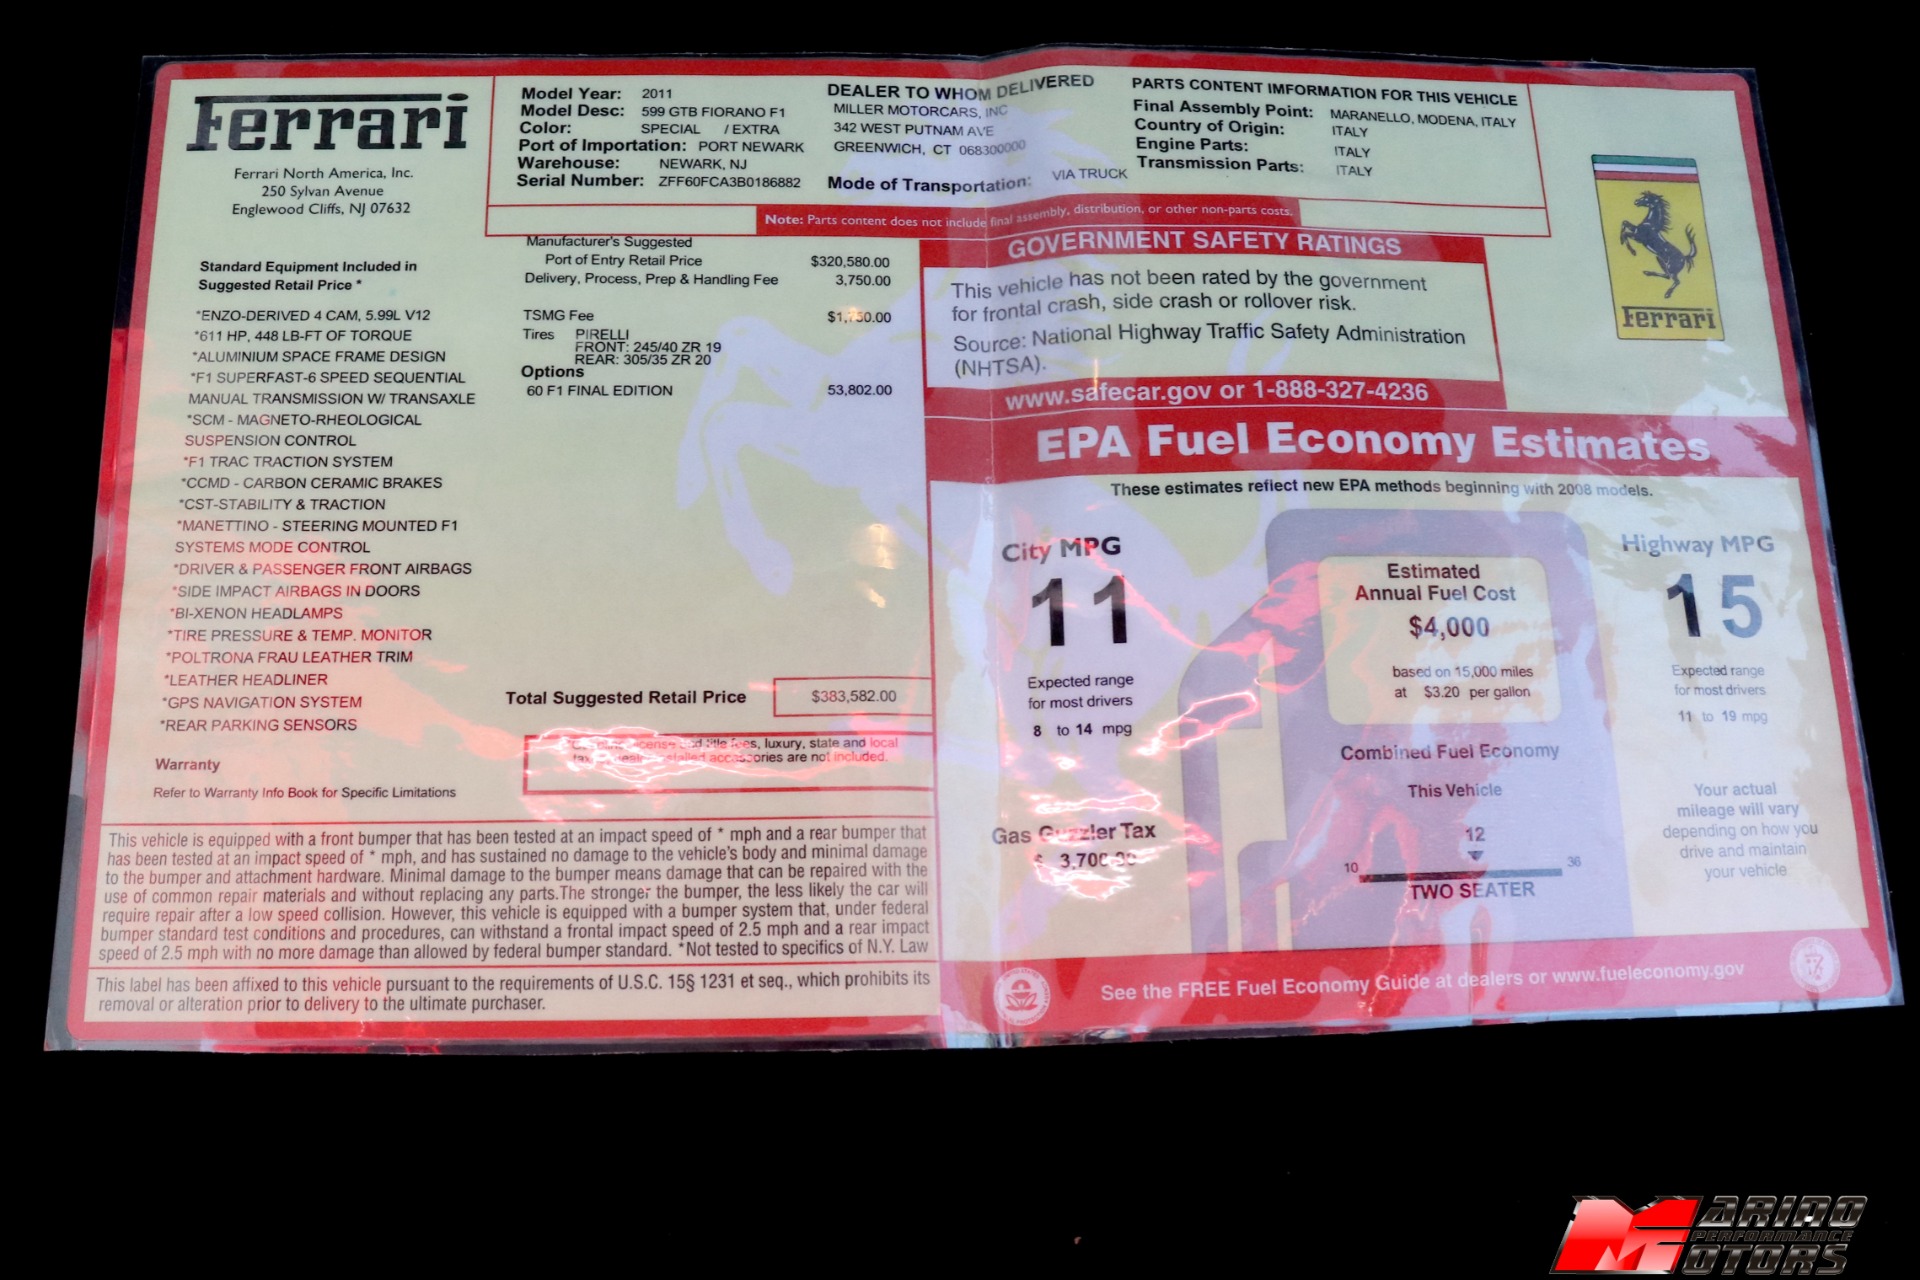 Ferrari
Ferrari North America, Inc.
250 Sylvan Avenue
Englewood Cliffs, NJ 07632
Model Year: 2011
Model Desc: 599 GTB FIORANO F1
Color: SPECIAL / EXTRA
Port of Importation: PORT NEWARK
Warehouse: NEWARK, NJ
Serial Number: ZFF60FCA3B0186882
DEALER TO WHOM DELIVERED
MILLER MOTORCARS, INC
342 WEST PUTNAM AVE
GREENWICH, CT 068300000
Mode of Transportation: VIA TRUCK
PARTS CONTENT IMFORMATION FOR THIS VEHICLE
Final Assembly Point: MARANELLO, MODENA, ITALY
Country of Origin: ITALY
Engine Parts: ITALY
Transmission Parts: ITALY
Note: Parts content does not include final assembly, distribution, or other non-parts costs.
Standard Equipment Included in
Suggested Retail Price *
*ENZO-DERIVED 4 CAM, 5.99L V12
*611 HP, 448 LB-FT OF TORQUE
*ALUMINIUM SPACE FRAME DESIGN
*F1 SUPERFAST-6 SPEED SEQUENTIAL
MANUAL TRANSMISSION W/ TRANSAXLE
*SCM - MAGNETO-RHEOLOGICAL
SUSPENSION CONTROL
*F1 TRAC TRACTION SYSTEM
*CCMD - CARBON CERAMIC BRAKES
*CST-STABILITY & TRACTION
*MANETTINO - STEERING MOUNTED F1
SYSTEMS MODE CONTROL
*DRIVER & PASSENGER FRONT AIRBAGS
*SIDE IMPACT AIRBAGS IN DOORS
*BI-XENON HEADLAMPS
*TIRE PRESSURE & TEMP. MONITOR
*POLTRONA FRAU LEATHER TRIM
*LEATHER HEADLINER
*GPS NAVIGATION SYSTEM
*REAR PARKING SENSORS
Warranty
Refer to Warranty Info Book for Specific Limitations
Manufacturer's Suggested
Port of Entry Retail Price $320,580.00
Delivery, Process, Prep & Handling Fee 3,750.00
TSMG Fee $1,750.00
Tires PIRELLI
FRONT: 245/40 ZR 19
REAR: 305/35 ZR 20
Options
60 F1 FINAL EDITION 53,802.00
Total Suggested Retail Price $383,582.00
license and title fees, luxury, state and local
accessories are not included.
This vehicle is equipped with a front bumper that has been tested at an impact speed of * mph and a rear bumper that
has been tested at an impact speed of * mph, and has sustained no damage to the vehicle's body and minimal damage
to the bumper and attachment hardware. Minimal damage to the bumper means damage that can be repaired with the
use of common repair materials and without replacing any parts.The stronger the bumper, the less likely the car will
require repair after a low speed collision. However, this vehicle is equipped with a bumper system that, under federal
bumper standard test conditions and procedures, can withstand a frontal impact speed of 2.5 mph and a rear impact
speed of 2.5 mph with no more damage than allowed by federal bumper standard. *Not tested to specifics of N.Y. Law
This label has been affixed to this vehicle pursuant to the requirements of U.S.C. 15§ 1231 et seq., which prohibits its
removal or alteration prior to delivery to the ultimate purchaser.
GOVERNMENT SAFETY RATINGS
This vehicle has not been rated by the government
for frontal crash, side crash or rollover risk.
Source: National Highway Traffic Safety Administration
(NHTSA).
www.safecar.gov or 1-888-327-4236
Ferrari
EPA Fuel Economy Estimates
These estimates reflect new EPA methods beginning with 2008 models.
City MPG
11
Expected range
for most drivers
8 to 14 mpg
Gas Guzzler Tax
$ 3,700.00
Estimated
Annual Fuel Cost
$4,000
based on 15,000 miles
at $3.20 per gallon
Combined Fuel Economy
This Vehicle
12
10 36
TWO SEATER
Highway MPG
15
Expected range
for most drivers
11 to 19 mpg
Your actual
mileage will vary
depending on how you
drive and maintain
your vehicle
See the FREE Fuel Economy Guide at dealers or www.fueleconomy.gov
MARINO
PERFORMANCE
MOTORS